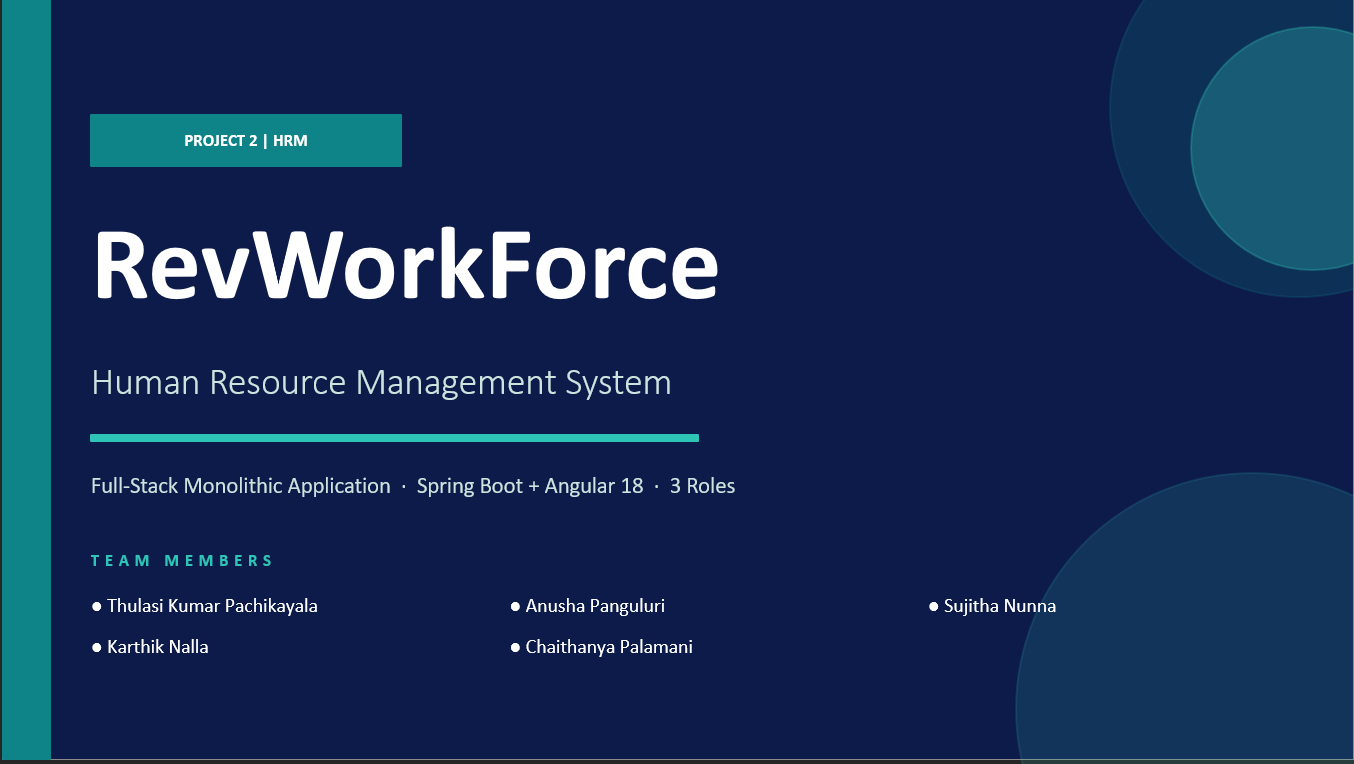 PROJECT 2 | HRM
RevWorkForce
Human Resource Management System
Full-Stack Monolithic Application · Spring Boot + Angular 18 · 3 Roles
TEAM MEMBERS
● Thulasi Kumar Pachikayala ● Anusha Panguluri ● Sujitha Nunna
● Karthik Nalla ● Chaithanya Palamani